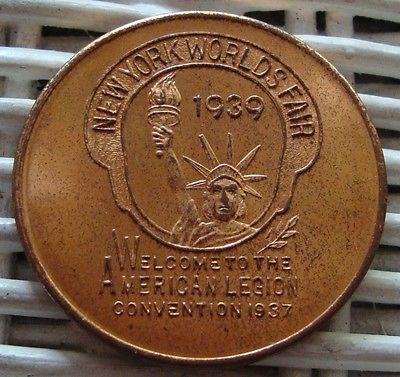 NEW YORK WORLDS FAIR
1939
WELCOME TO THE
AMERICAN LEGION
CONVENTION 1937